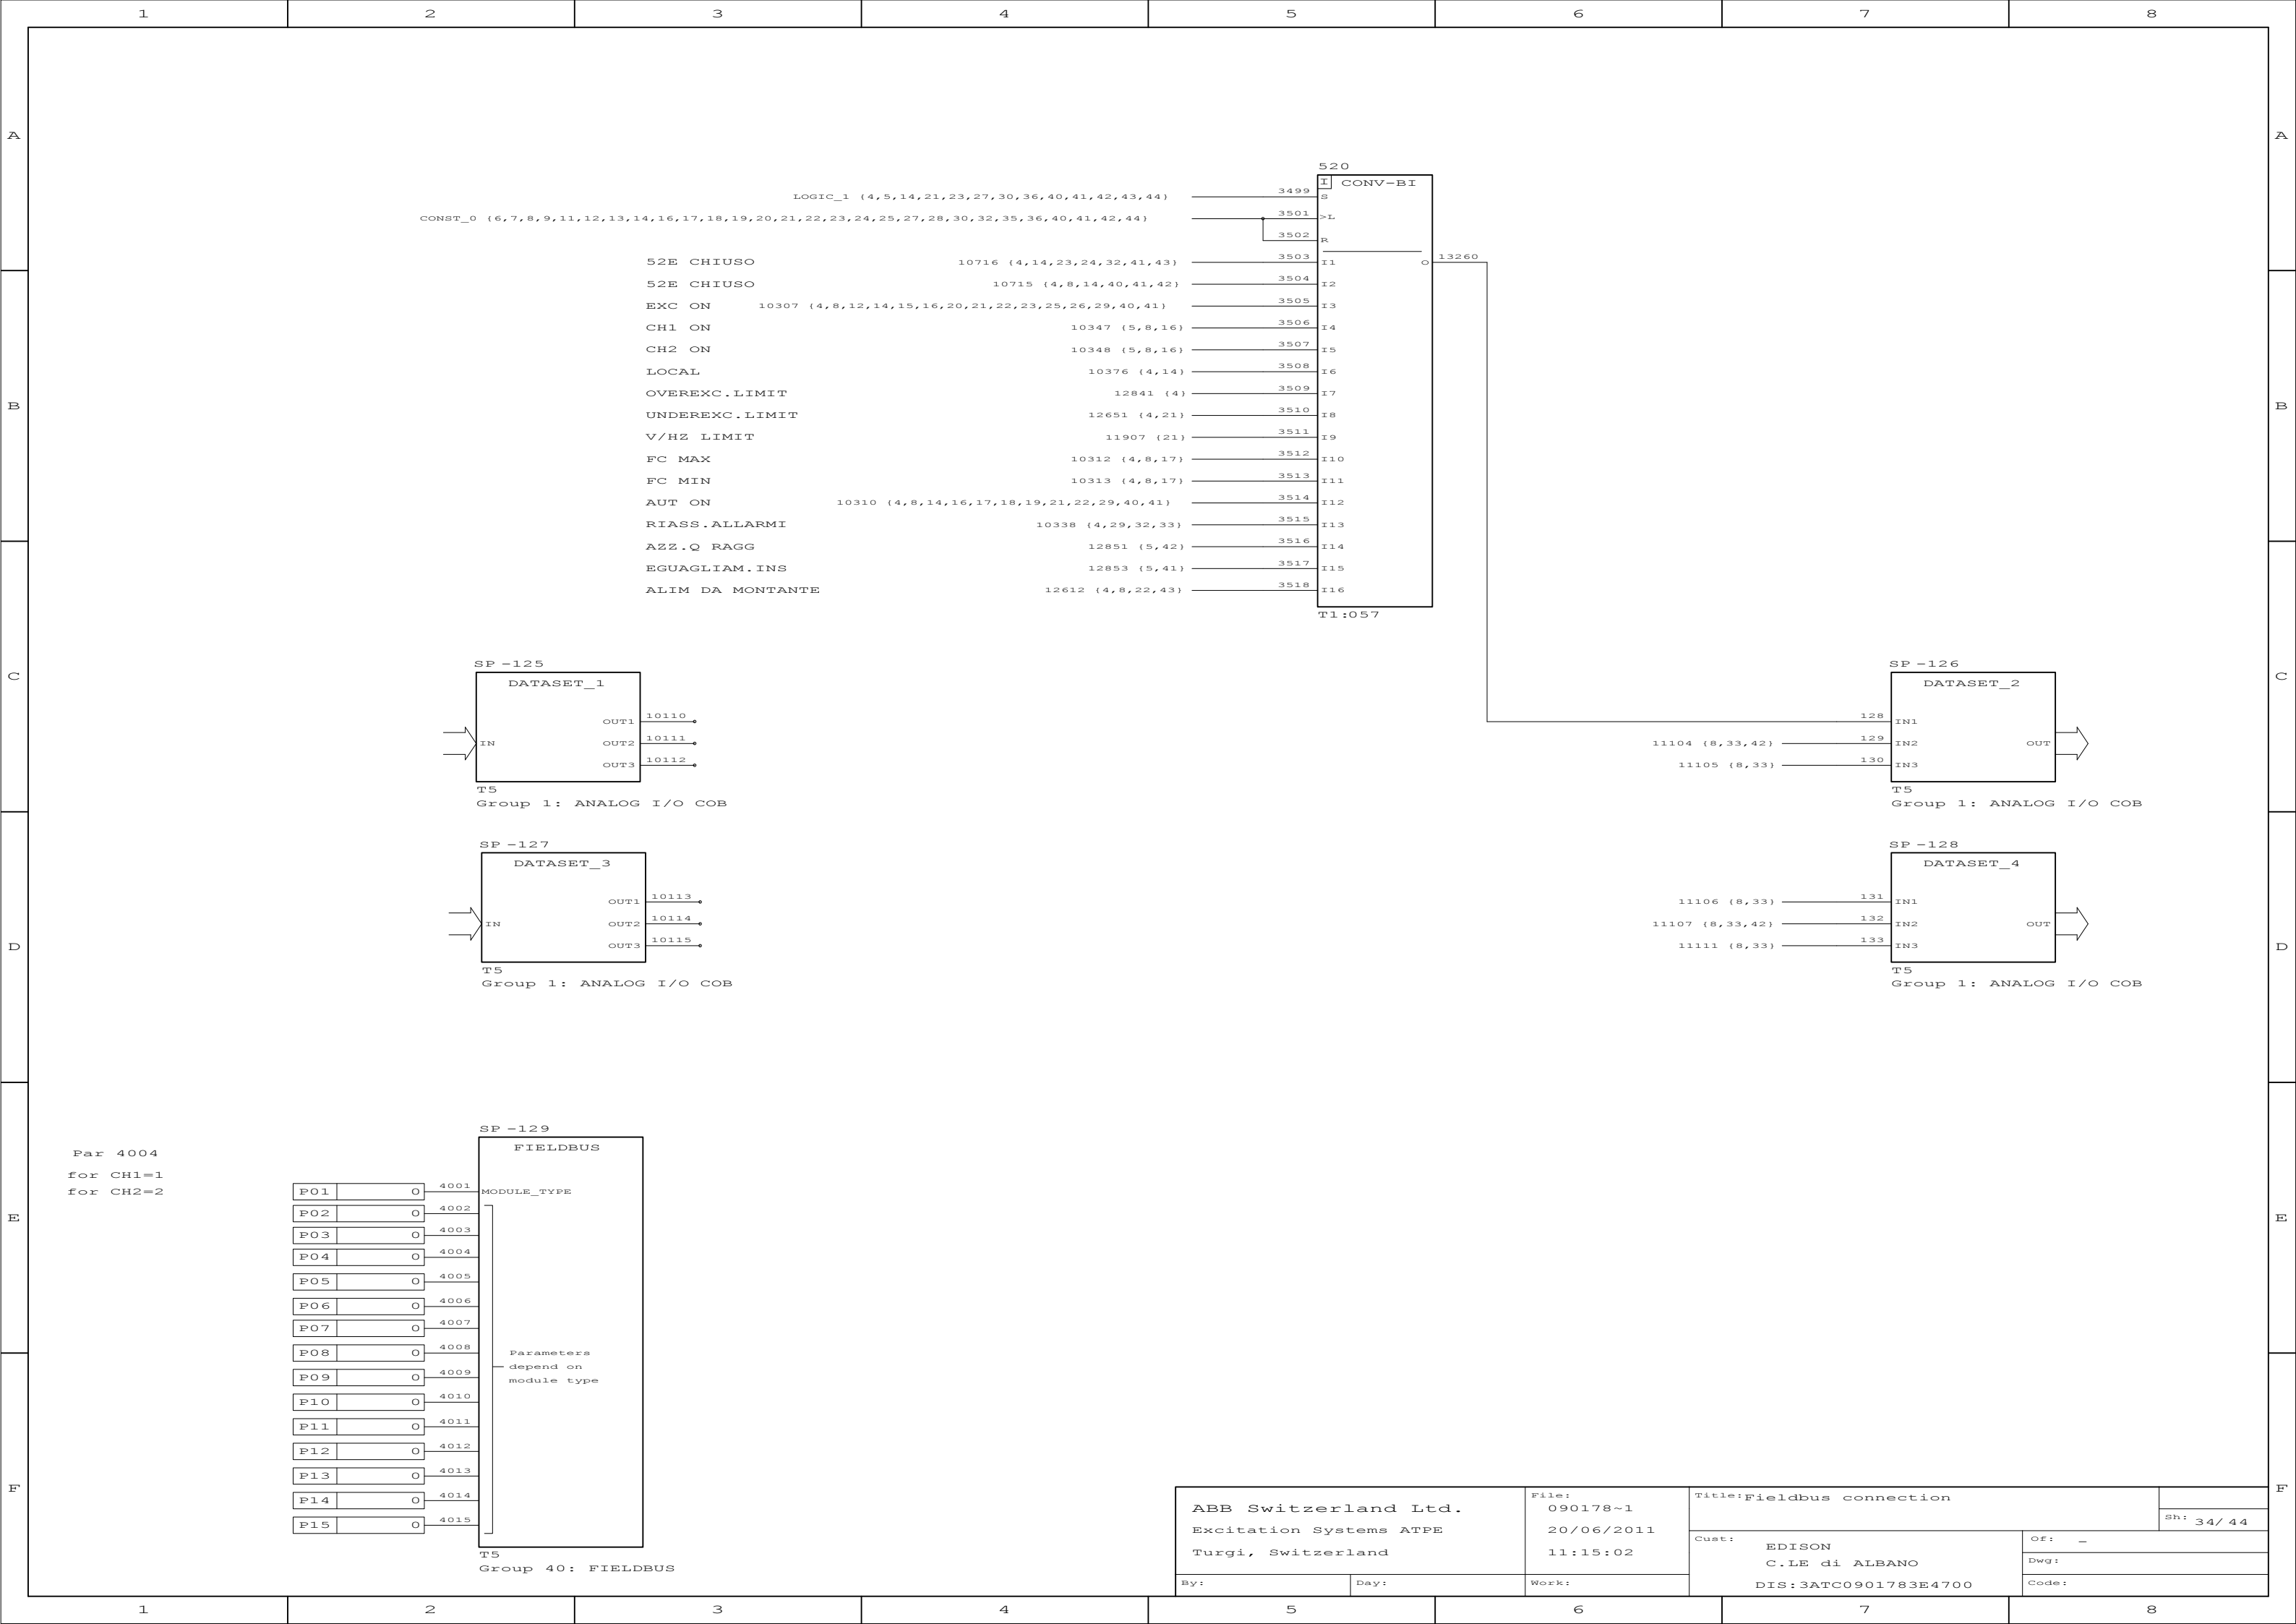 1 2 3 4 5 6 7 8
A A
520
I CONV-BI
LOGIC_1 (4,5,14,21,23,27,30,36,40,41,42,43,44) 3499 S
CONST_0 (6,7,8,9,11,12,13,14,16,17,18,19,20,21,22,23,24,25,27,28,30,32,35,36,40,41,42,44) 3501 >L
3502 R
52E CHIUSO 10716 (4,14,23,24,32,41,43) 3503 I1 O 13260
52E CHIUSO 10715 (4,8,14,40,41,42) 3504 I2
EXC ON 10307 (4,8,12,14,15,16,20,21,22,23,25,26,29,40,41) 3505 I3
CH1 ON 10347 (5,8,16) 3506 I4
CH2 ON 10348 (5,8,16) 3507 I5
LOCAL 10376 (4,14) 3508 I6
OVEREXC.LIMIT 12841 (4) 3509 I7
B B
UNDEREXC.LIMIT 12651 (4,21) 3510 I8
V/HZ LIMIT 11907 (21) 3511 I9
FC MAX 10312 (4,8,17) 3512 I10
FC MIN 10313 (4,8,17) 3513 I11
AUT ON 10310 (4,8,14,16,17,18,19,21,22,29,40,41) 3514 I12
RIASS.ALLARMI 10338 (4,29,32,33) 3515 I13
AZZ.Q RAGG 12851 (5,42) 3516 I14
EGUAGLIAM.INS 12853 (5,41) 3517 I15
ALIM DA MONTANTE 12612 (4,8,22,43) 3518 I16
T1:057
SP-125 SP-126
C C
DATASET_1 DATASET_2
OUT1 10110 128 IN1
IN OUT2 10111 11104 (8,33,42) 129 IN2 OUT
OUT3 10112 11105 (8,33) 130 IN3
T5 T5
Group 1: ANALOG I/O COB Group 1: ANALOG I/O COB
SP-127 SP-128
DATASET_3 DATASET_4
OUT1 10113 11106 (8,33) 131 IN1
IN OUT2 10114 11107 (8,33,42) 132 IN2 OUT
D OUT3 10115 11111 (8,33) 133 IN3 D
T5 T5
Group 1: ANALOG I/O COB Group 1: ANALOG I/O COB
SP-129
FIELDBUS
Par 4004
for CH1=1
for CH2=2
P01 0 4001 MODULE_TYPE
P02 0 4002
E E
P03 0 4003
P04 0 4004
P05 0 4005
P06 0 4006
P07 0 4007
P08 0 4008 Parameters
depend on
P09 0 4009 module type
P10 0 4010
P11 0 4011
P12 0 4012
P13 0 4013
F F
P14 0 4014
P15 0 4015
T5
Group 40: FIELDBUS
ABB Switzerland Ltd.
Excitation Systems ATPE
Turgi, Switzerland
By: Day:
File:
090178~1
20/06/2011
11:15:02
Work:
Title: Fieldbus connection
Sh: 34/44
Cust:
EDISON
C.LE di ALBANO
DIS:3ATC0901783E4700
Of: _
Dwg:
Code:
1 2 3 4 5 6 7 8